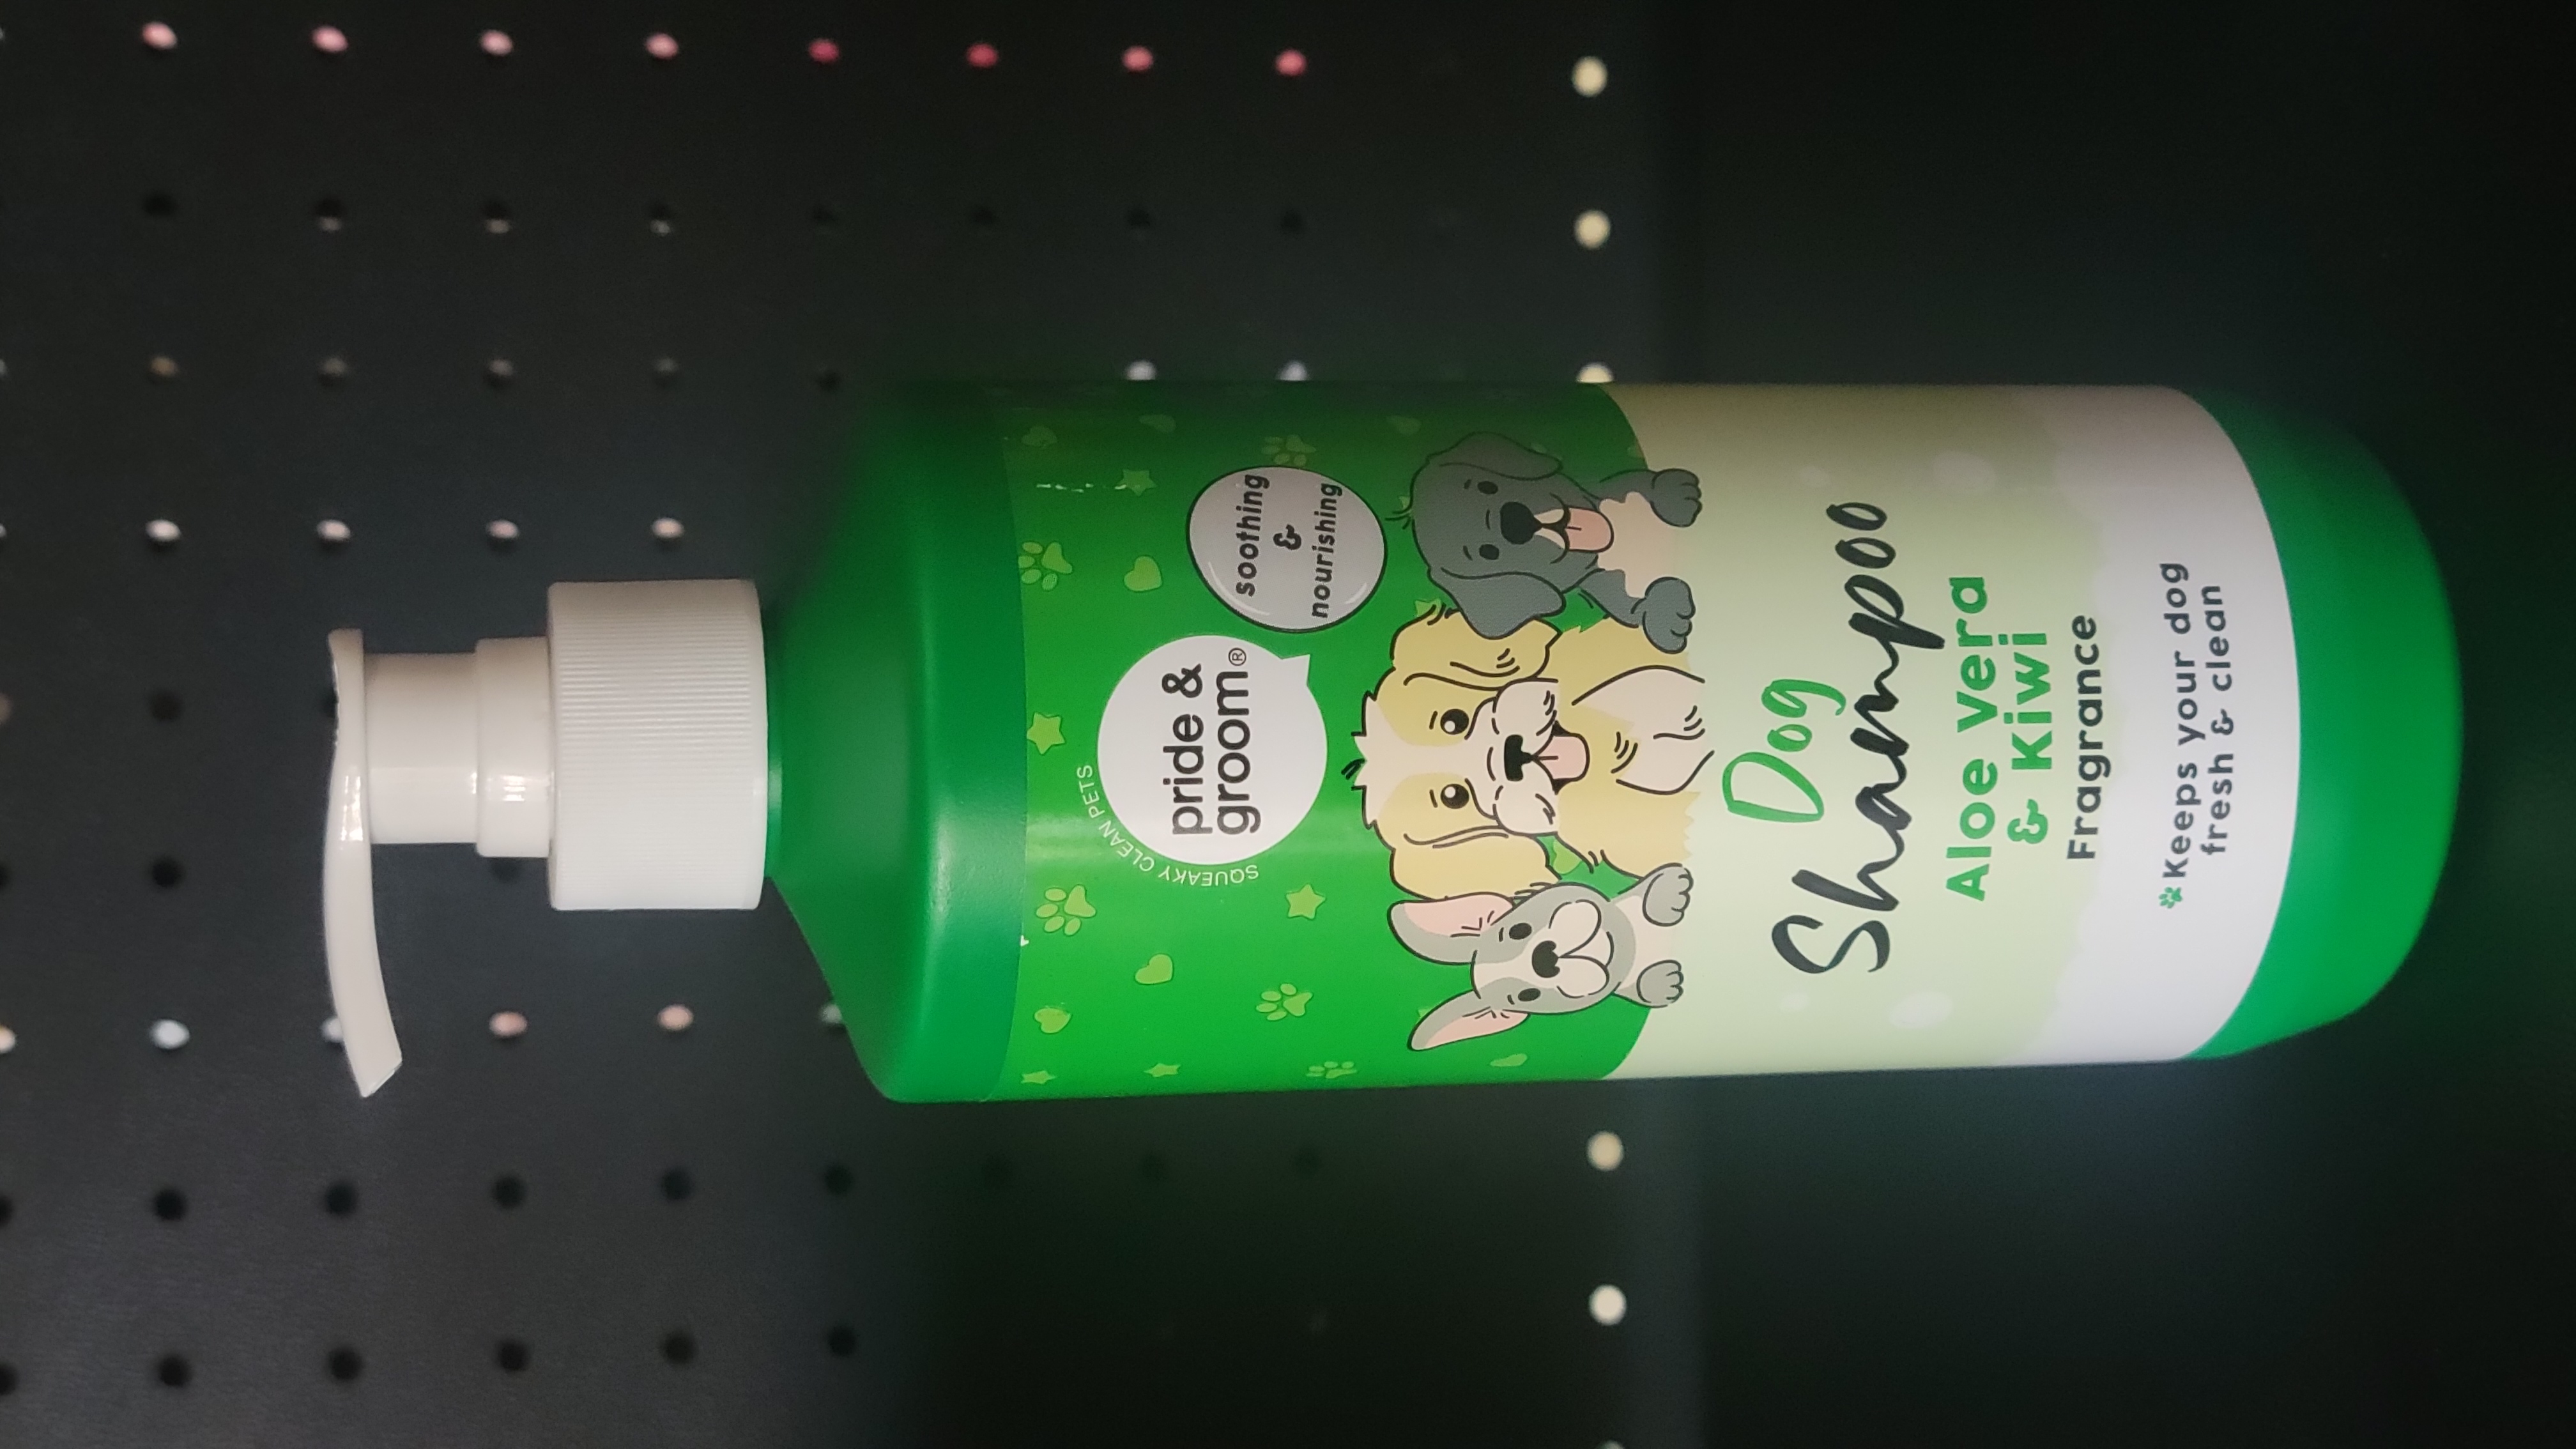 SQUEAKY CLEAN PETS
pride &
groom®
soothing
&
nourishing
Dog
Shampoo
Aloe Vera
& Kiwi
Fragrance
Keeps your dog
fresh & clean